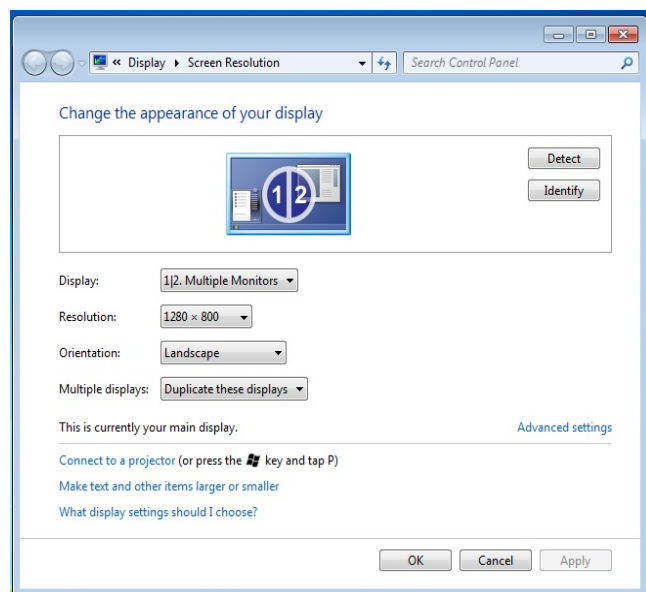 « Display ▸ Screen Resolution Search Control Panel
Change the appearance of your display
Detect
1|2
Identify
Display: 1|2. Multiple Monitors
Resolution: 1280 × 800
Orientation: Landscape
Multiple displays: Duplicate these displays
This is currently your main display. Advanced settings
Connect to a projector (or press the key and tap P)
Make text and other items larger or smaller
What display settings should I choose?
OK Cancel Apply